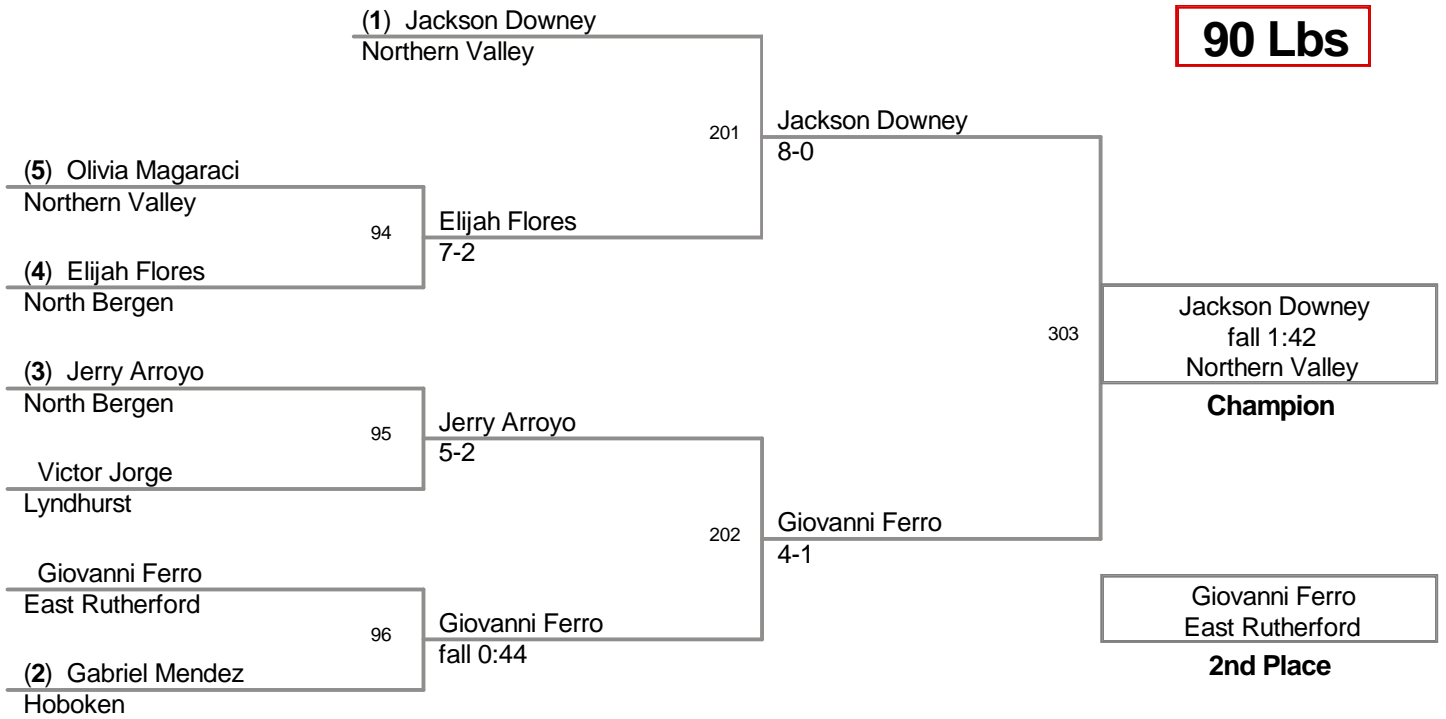 (1) Jackson Downey
Northern Valley
90 Lbs
201
Jackson Downey
8-0
(5) Olivia Magaraci
Northern Valley
94
Elijah Flores
7-2
(4) Elijah Flores
North Bergen
303
Jackson Downey
fall 1:42
Northern Valley
Champion
(3) Jerry Arroyo
North Bergen
95
Jerry Arroyo
5-2
Victor Jorge
Lyndhurst
202
Giovanni Ferro
4-1
Giovanni Ferro
East Rutherford
96
Giovanni Ferro
fall 0:44
(2) Gabriel Mendez
Hoboken
Giovanni Ferro
East Rutherford
2nd Place